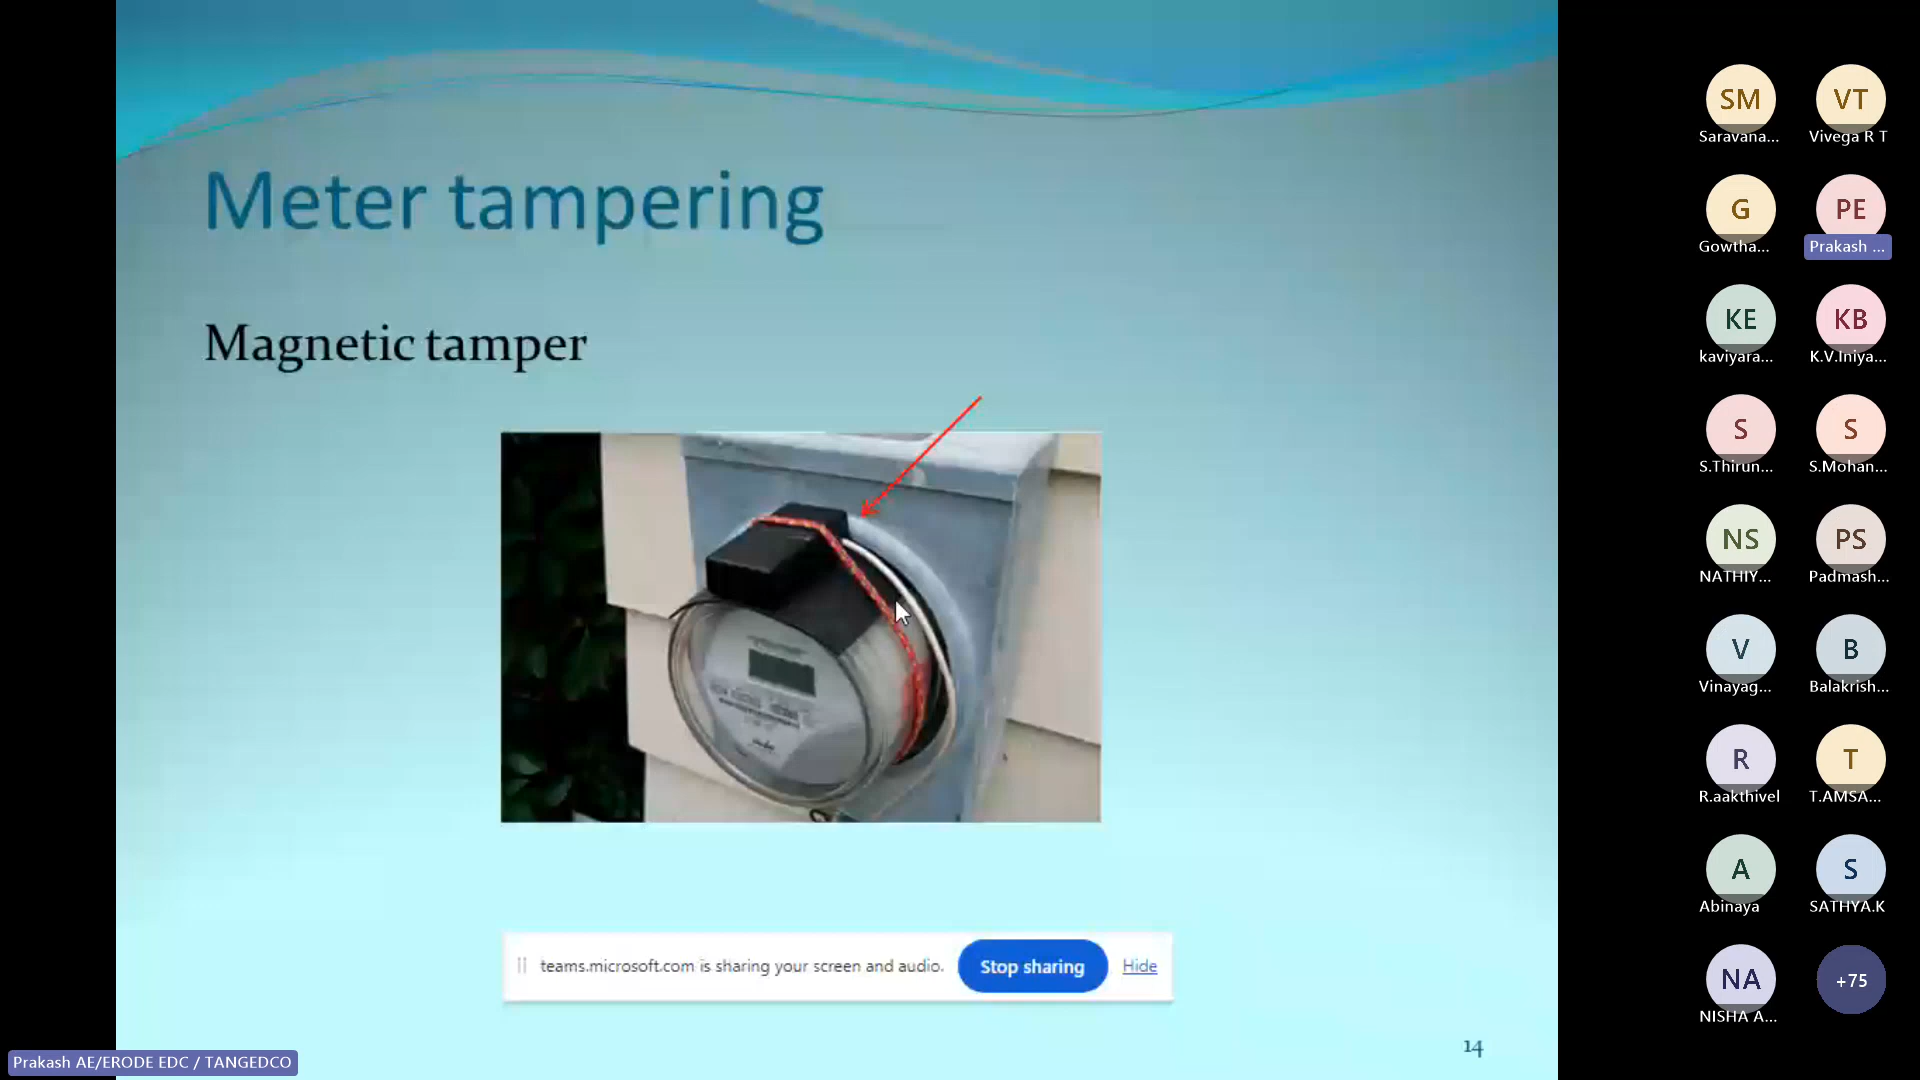 Meter tampering
Magnetic tamper
teams.microsoft.com is sharing your screen and audio. Stop sharing Hide
14
Prakash AE/ERODE EDC / TANGEDCO
SM VT
Saravana... Vivega R T
G PE
Gowtha... Prakash ...
KE KB
kaviyara... K.V.Iniya...
S S
S.Thirun... S.Mohan...
NS PS
NATHIY... Padmash...
V B
Vinayag... Balakrish...
R T
R.aakthivel T.AMSA...
A S
Abinaya SATHYA.K
NA +75
NISHA A...